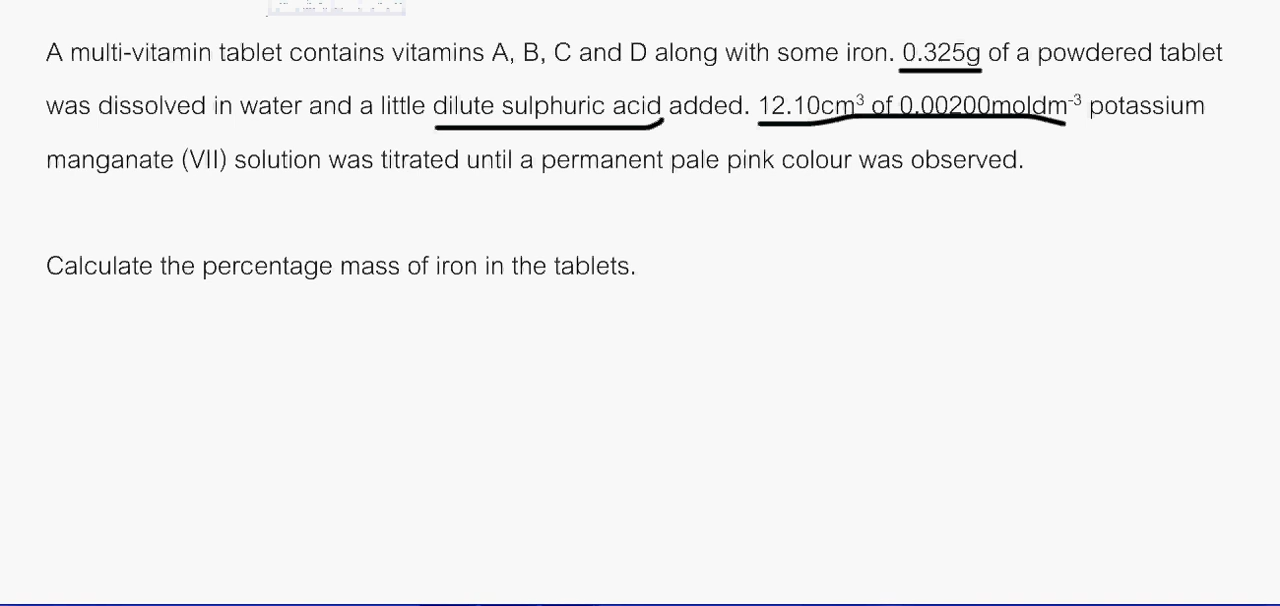 A multi-vitamin tablet contains vitamins A, B, C and D along with some iron. 0.325g of a powdered tablet
was dissolved in water and a little dilute sulphuric acid added. 12.10cm³ of 0.00200moldm⁻³ potassium
manganate (VII) solution was titrated until a permanent pale pink colour was observed.
Calculate the percentage mass of iron in the tablets.